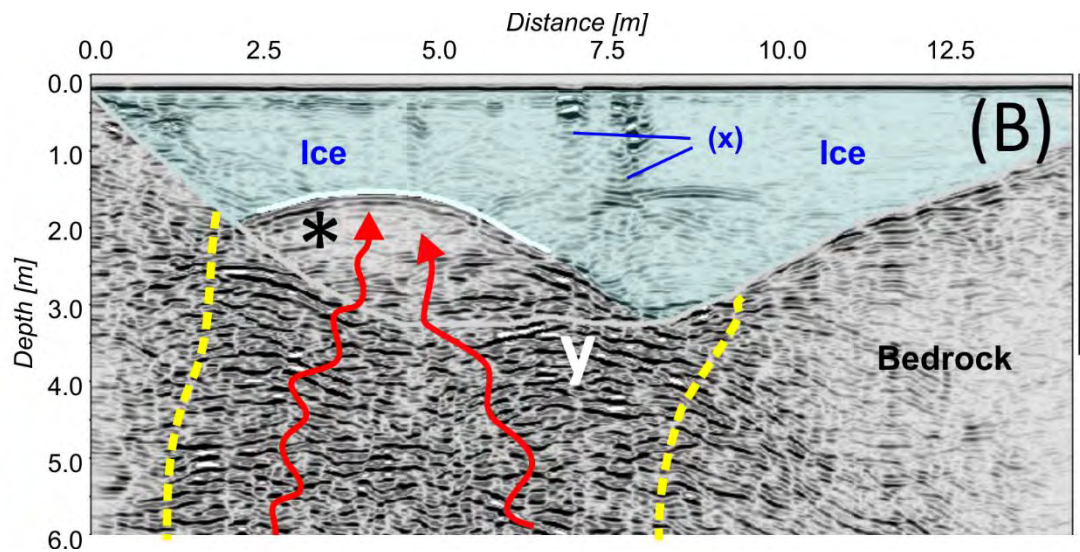 Distance [m]
0.0 2.5 5.0 7.5 10.0 12.5
0.0
(B)
(x)
Ice Ice
1.0
*
2.0
Depth [m]
3.0
y
Bedrock
4.0
5.0
6.0